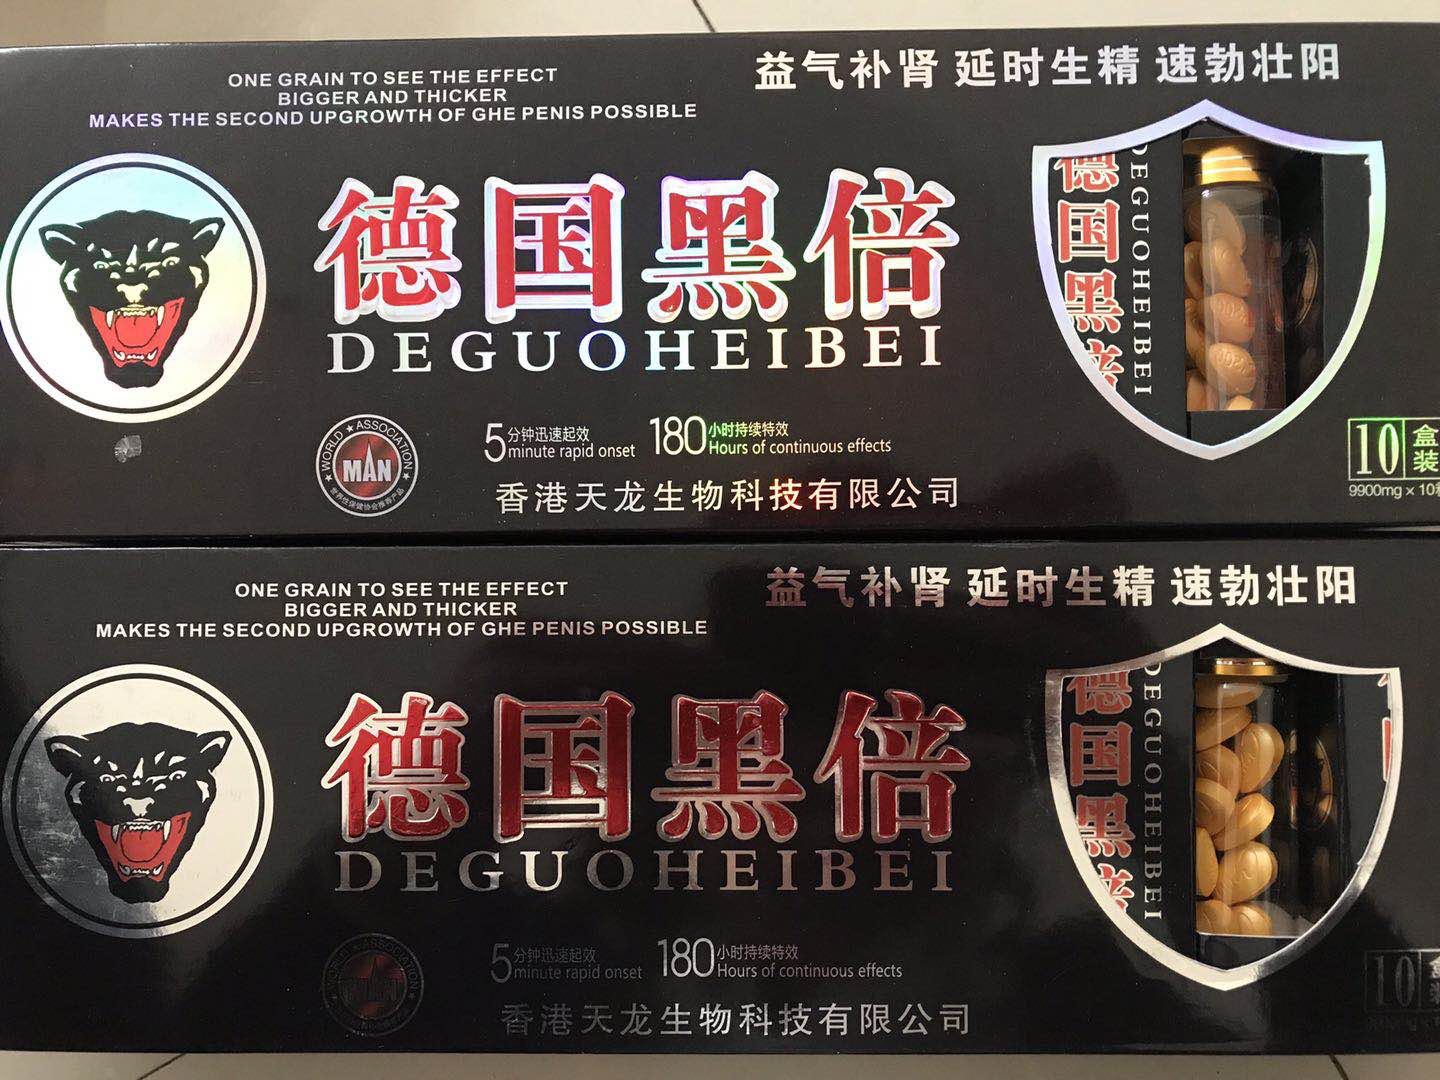 ONE GRAIN TO SEE THE EFFECT
BIGGER AND THICKER
MAKES THE SECOND UPGROWTH OF GHE PENIS POSSIBLE
益气补肾 延时生精 速勃壮阳
德国黑倍
DEGUOHEIBEI
德国黑倍
DEGUOHEIBEI
WORLD ★ ASSOCIATION
MAN
5分钟迅速起效
minute rapid onset
180小时持续特效
Hours of continuous effects
香港天龙生物科技有限公司
10盒装
9900mg × 10
ONE GRAIN TO SEE THE EFFECT
BIGGER AND THICKER
MAKES THE SECOND UPGROWTH OF GHE PENIS POSSIBLE
益气补肾 延时生精 速勃壮阳
德国黑倍
DEGUOHEIBEI
德国黑倍
DEGUOHEIBEI
WORLD ★ ASSOCIATION
MAN
5分钟迅速起效
minute rapid onset
180小时持续特效
Hours of continuous effects
香港天龙生物科技有限公司
10